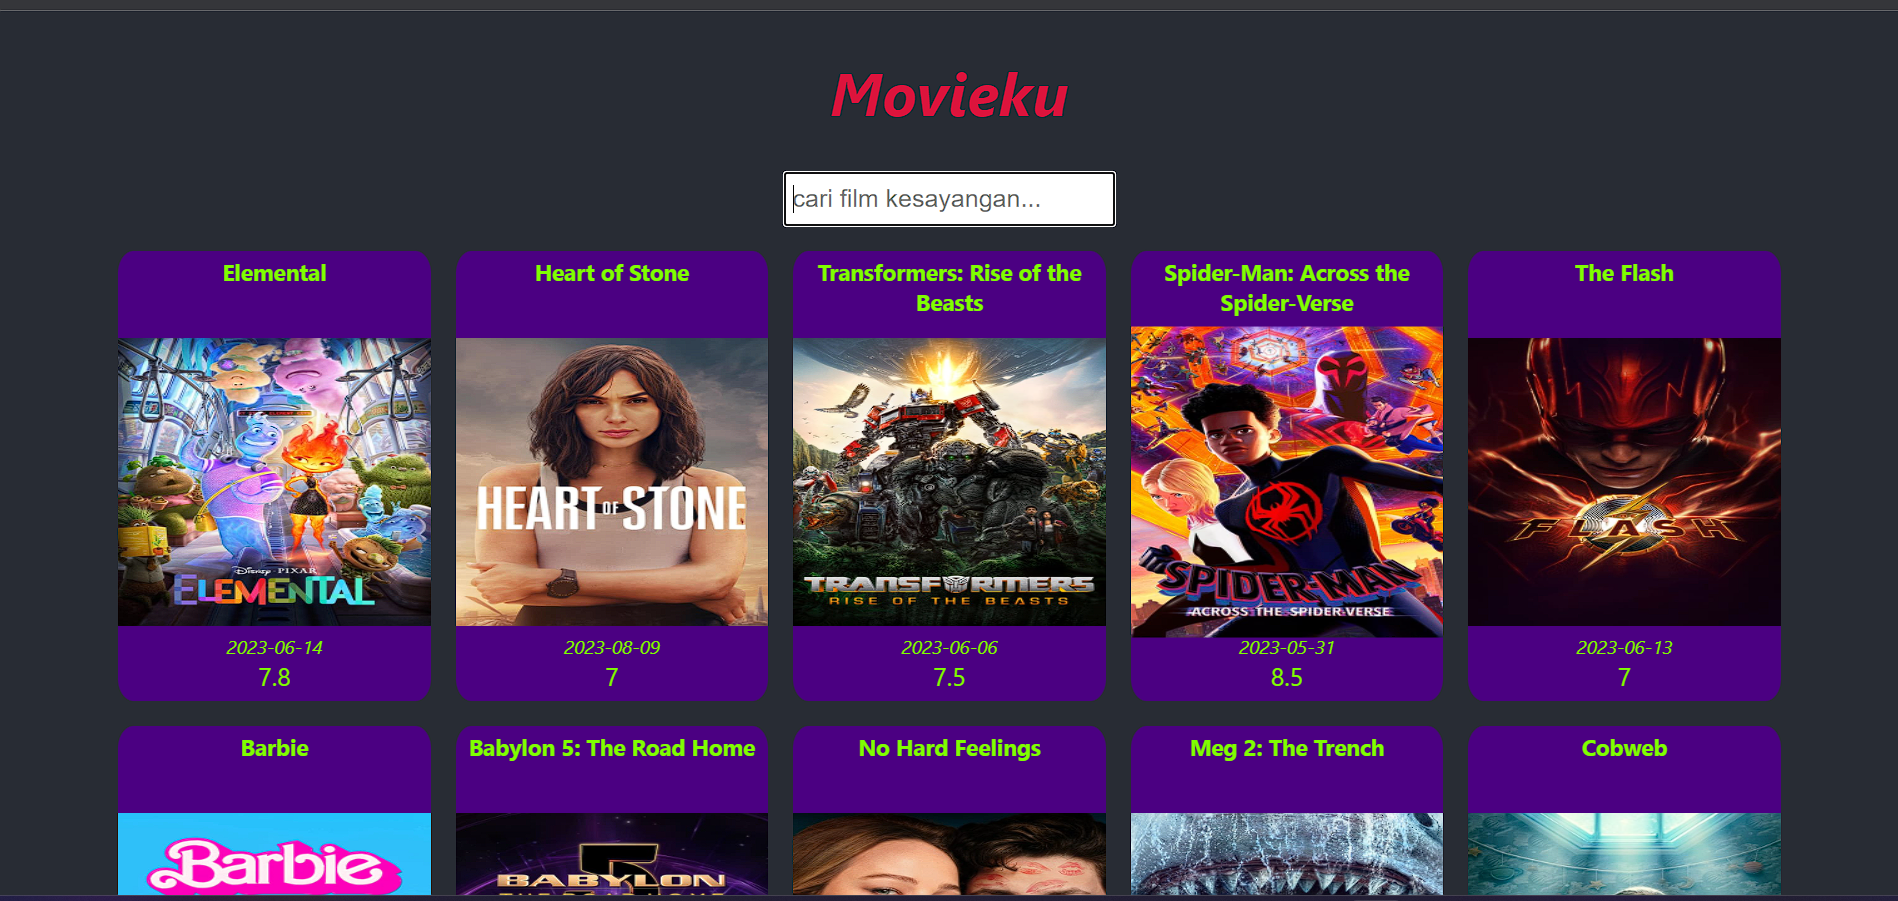 Movieku
cari film kesayangan...
Elemental
Heart of Stone
Transformers: Rise of the
Beasts
Spider-Man: Across the
Spider-Verse
The Flash
DISNEY · PIXAR
ELEMENTAL
HEART OF STONE
TRANSFORMERS
RISE OF THE BEASTS
SPIDER-MAN
ACROSS THE SPIDER-VERSE
FLASH
2023-06-14
7.8
2023-08-09
7
2023-06-06
7.5
2023-05-31
8.5
2023-06-13
7
Barbie
Babylon 5: The Road Home
No Hard Feelings
Meg 2: The Trench
Cobweb
Barbie
5
BABYLON